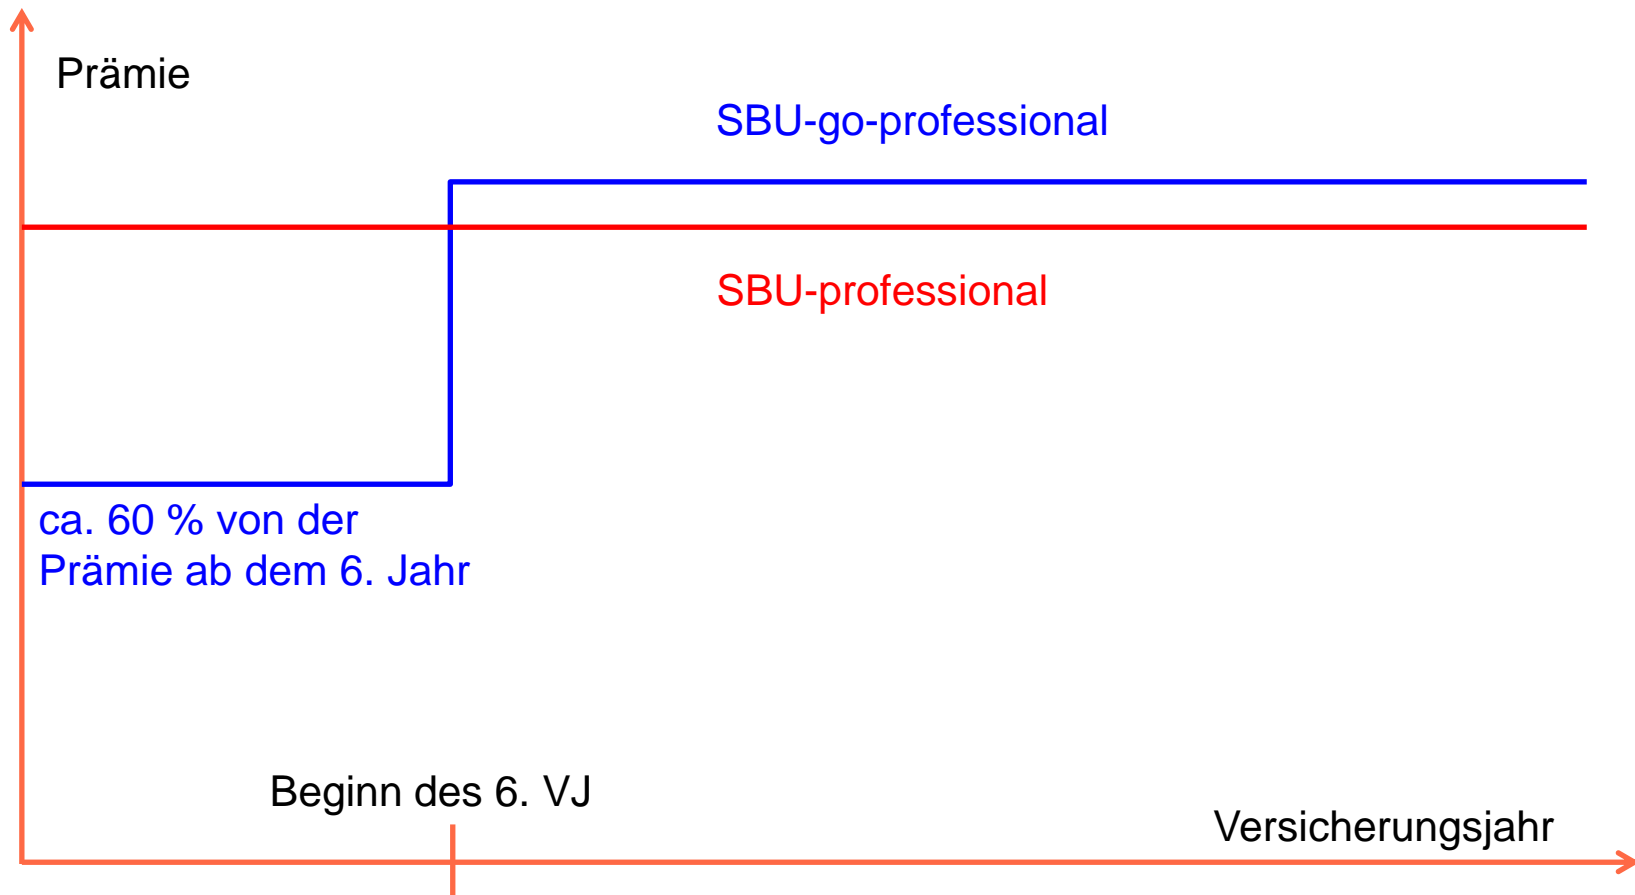 Prämie
SBU-go-professional
SBU-professional
ca. 60 % von der
Prämie ab dem 6. Jahr
Beginn des 6. VJ
Versicherungsjahr